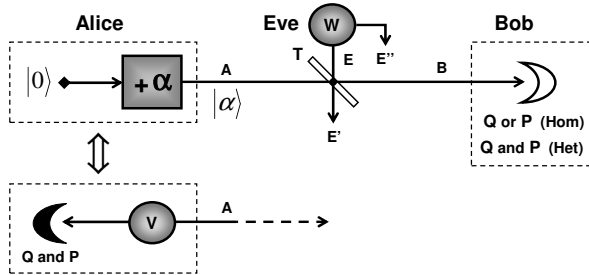 Alice
Eve
Bob
W
|0⟩
+ α
A
|α⟩
T
E
E''
E'
B
Q or P (Hom)
Q and P (Het)
V
A
Q and P